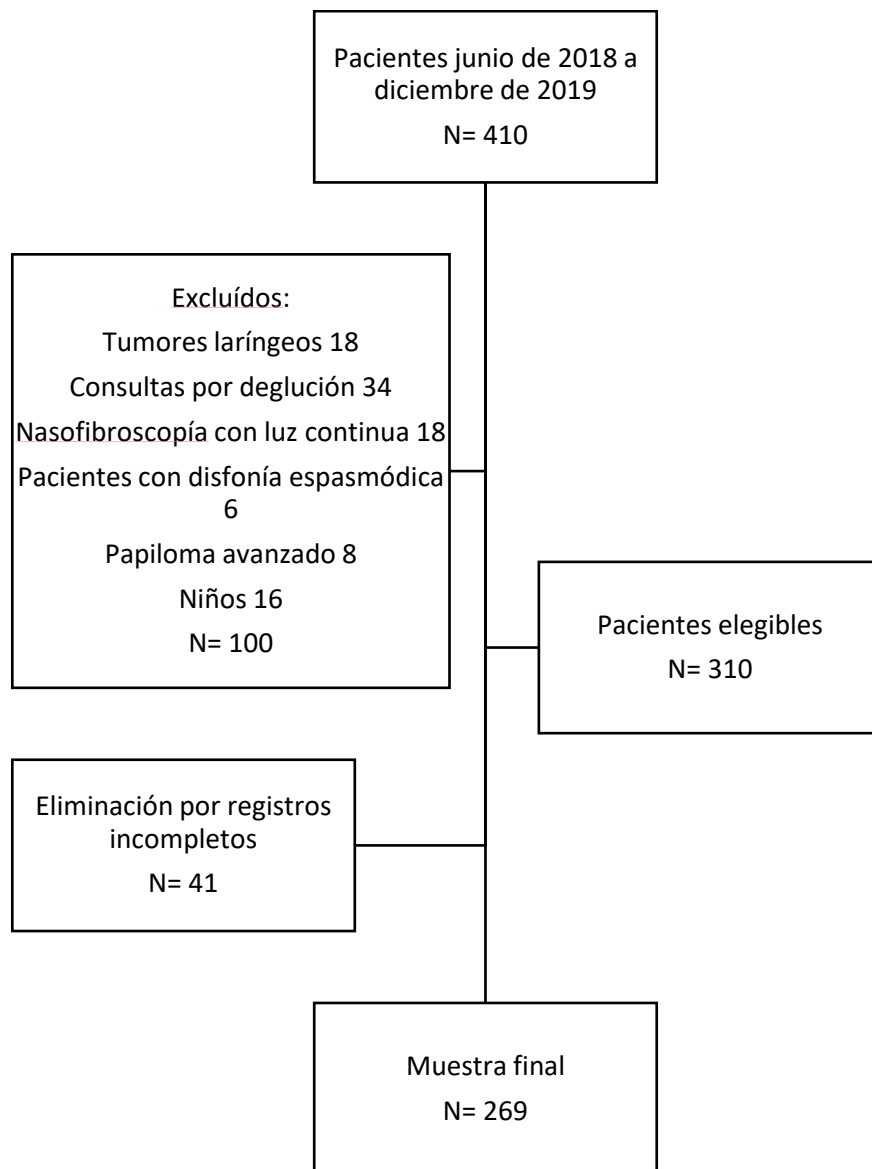 Pacientes junio de 2018 a
diciembre de 2019
N= 410
Excluídos:
Tumores laríngeos 18
Consultas por deglución 34
Nasofibroscopía con luz continua 18
Pacientes con disfonía espasmódica
6
Papiloma avanzado 8
Niños 16
N= 100
Pacientes elegibles
N= 310
Eliminación por registros
incompletos
N= 41
Muestra final
N= 269